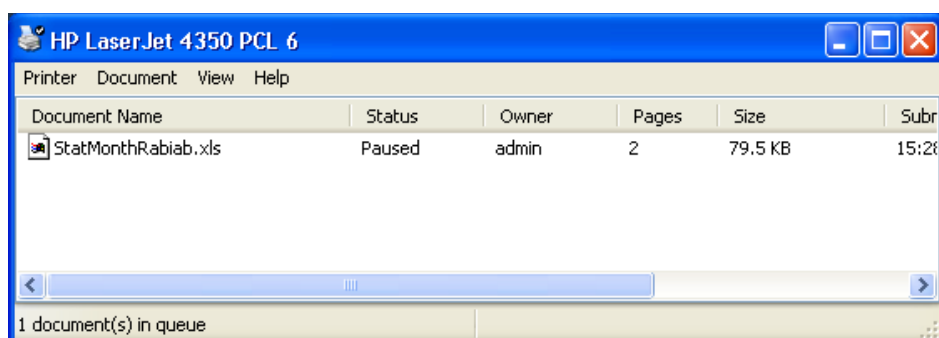 HP LaserJet 4350 PCL 6
Printer Document View Help
Document Name Status Owner Pages Size Subr
StatMonthRabiab.xls Paused admin 2 79.5 KB 15:28
1 document(s) in queue